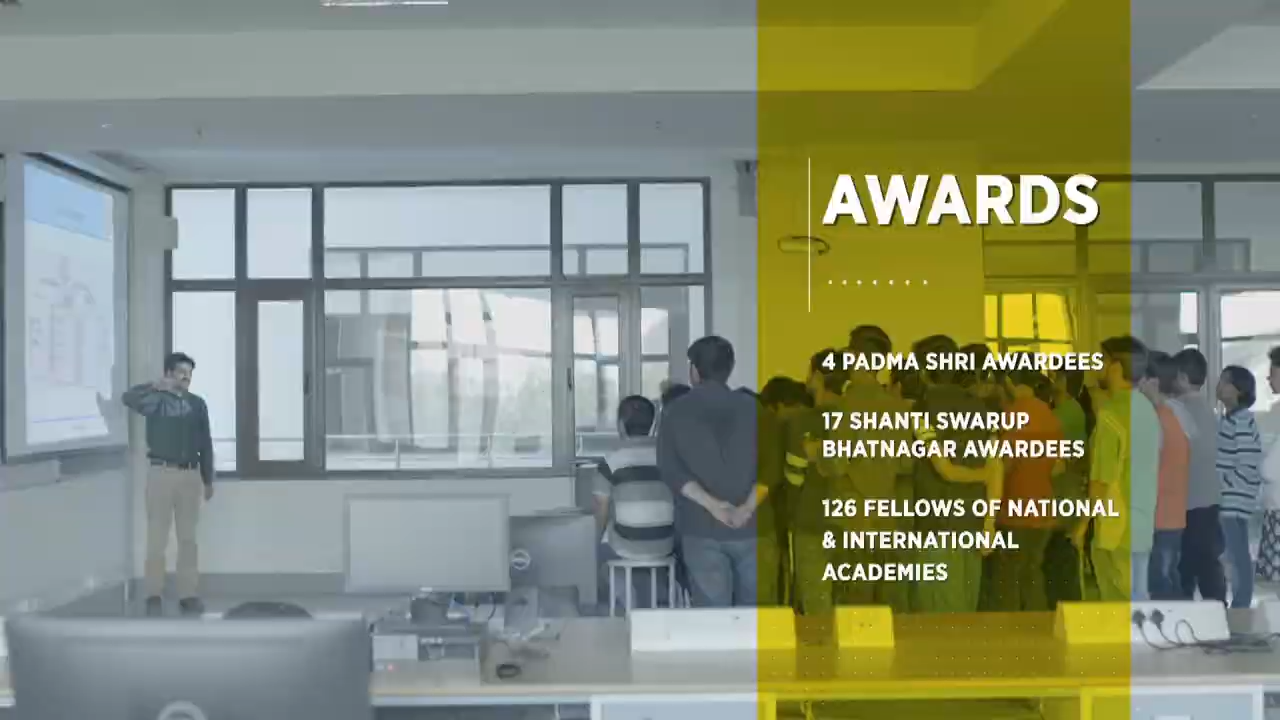 AWARDS
4 PADMA SHRI AWARDEES
17 SHANTI SWARUP
BHATNAGAR AWARDEES
126 FELLOWS OF NATIONAL
& INTERNATIONAL
ACADEMIES